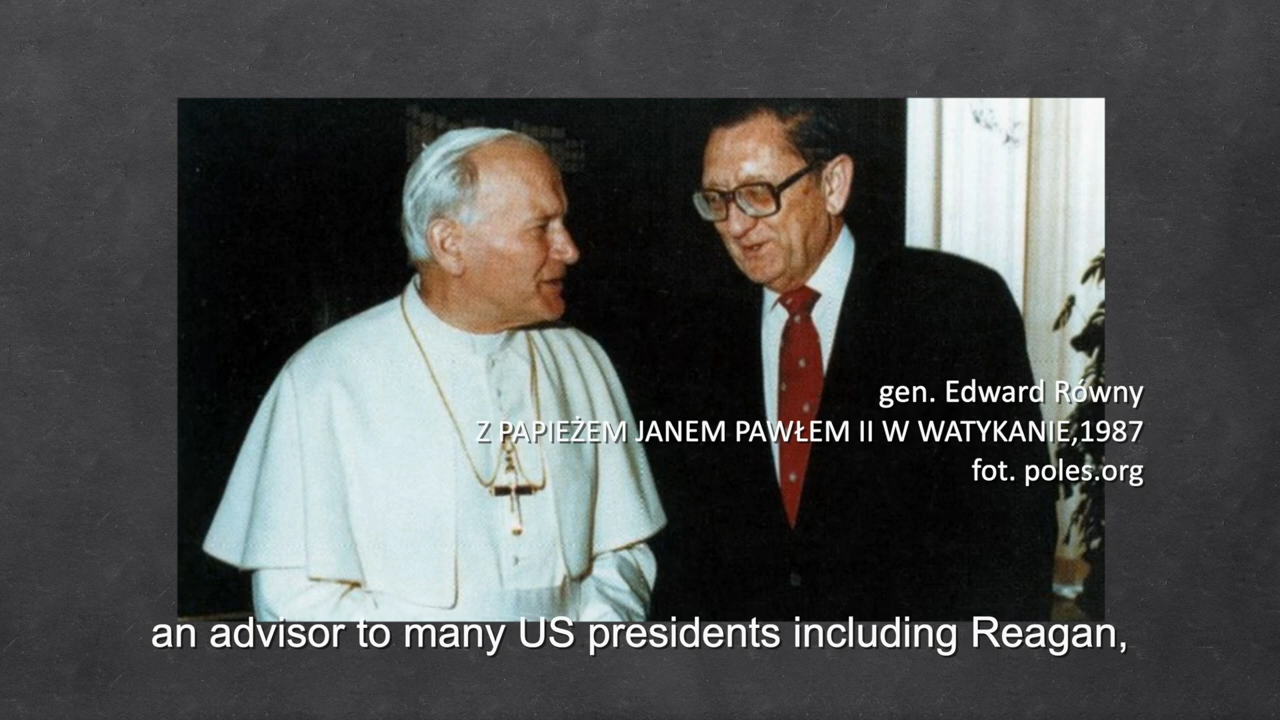 gen. Edward Równy
Z PAPIEŻEM JANEM PAWŁEM II W WATYKANIE,1987
fot. poles.org
an advisor to many US presidents including Reagan,